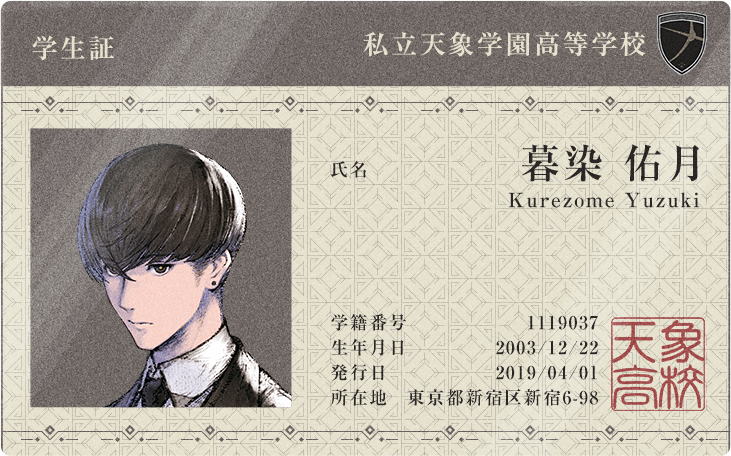 学生証
私立天象学園高等学校
氏名 暮染 佑月
Kurezome Yuzuki
学籍番号 1119037
生年月日 2003/12/22
発行日 2019/04/01
所在地 東京都新宿区新宿6-98
天象
高校